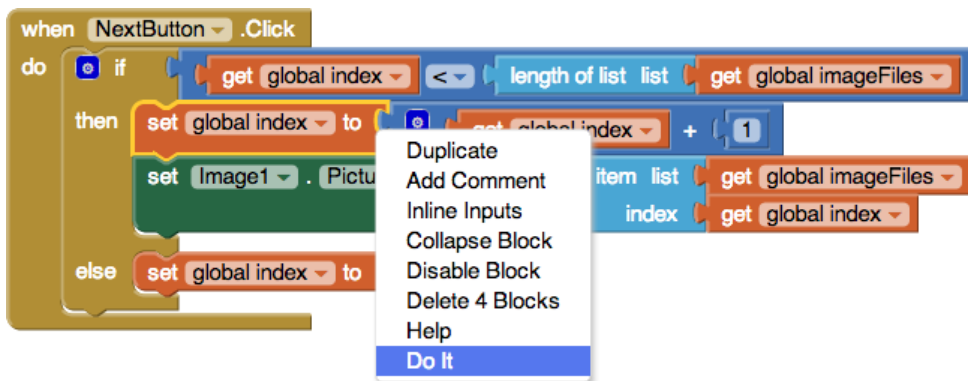 when NextButton .Click
do if get global index < length of list list get global imageFiles
then set global index to get global index + 1
set Image1 . Pictu item list get global imageFiles
index get global index
else set global index to
Duplicate
Add Comment
Inline Inputs
Collapse Block
Disable Block
Delete 4 Blocks
Help
Do It